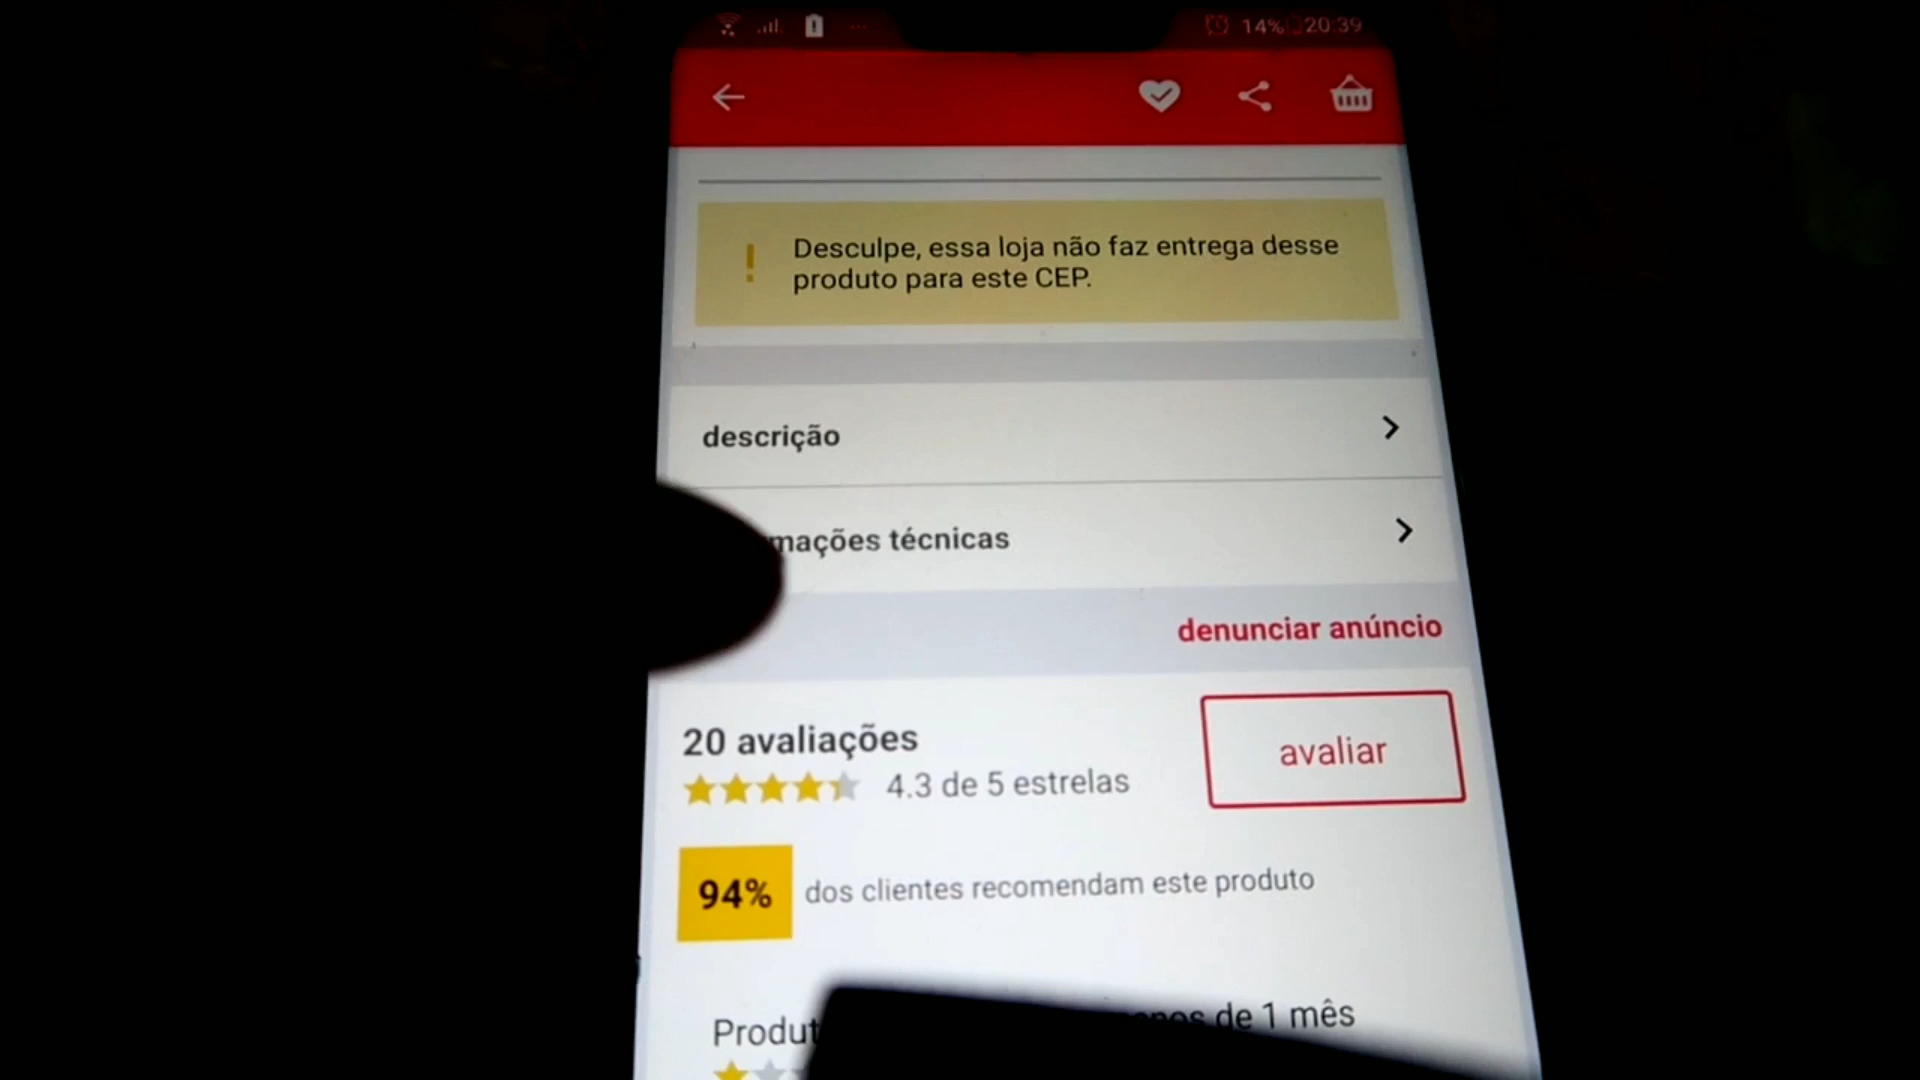 14% 20:39
Desculpe, essa loja não faz entrega desse
produto para este CEP.
descrição
mações técnicas
denunciar anúncio
20 avaliações
4.3 de 5 estrelas
avaliar
94% dos clientes recomendam este produto
de 1 mês